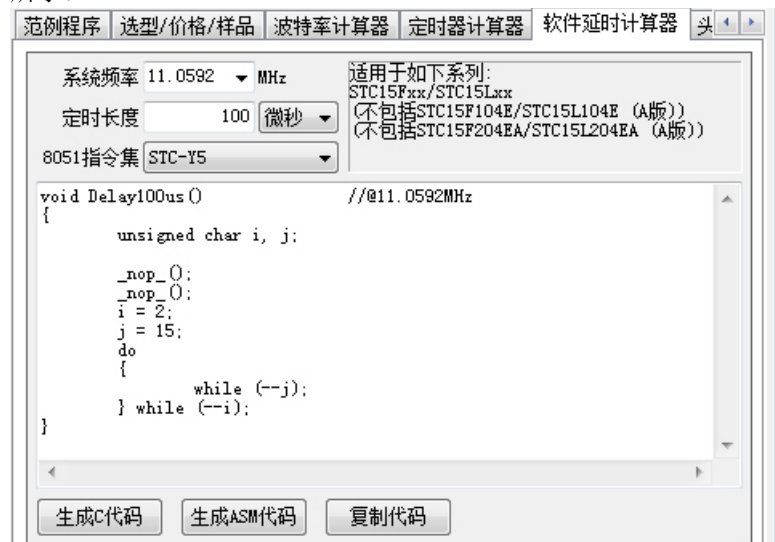 范例程序 选型/价格/样品 波特率计算器 定时器计算器 软件延时计算器 头
系统频率 11.0592 MHz
定时长度 100 微秒
8051指令集 STC-Y5
适用于如下系列:
STC15Fxx/STC15Lxx
(不包括STC15F104E/STC15L104E (A版))
(不包括STC15F204EA/STC15L204EA (A版))
void Delay100us() //@11.0592MHz
{
unsigned char i, j;
_nop_();
_nop_();
i = 2;
j = 15;
do
{
while (--j);
} while (--i);
}
生成C代码 生成ASM代码 复制代码